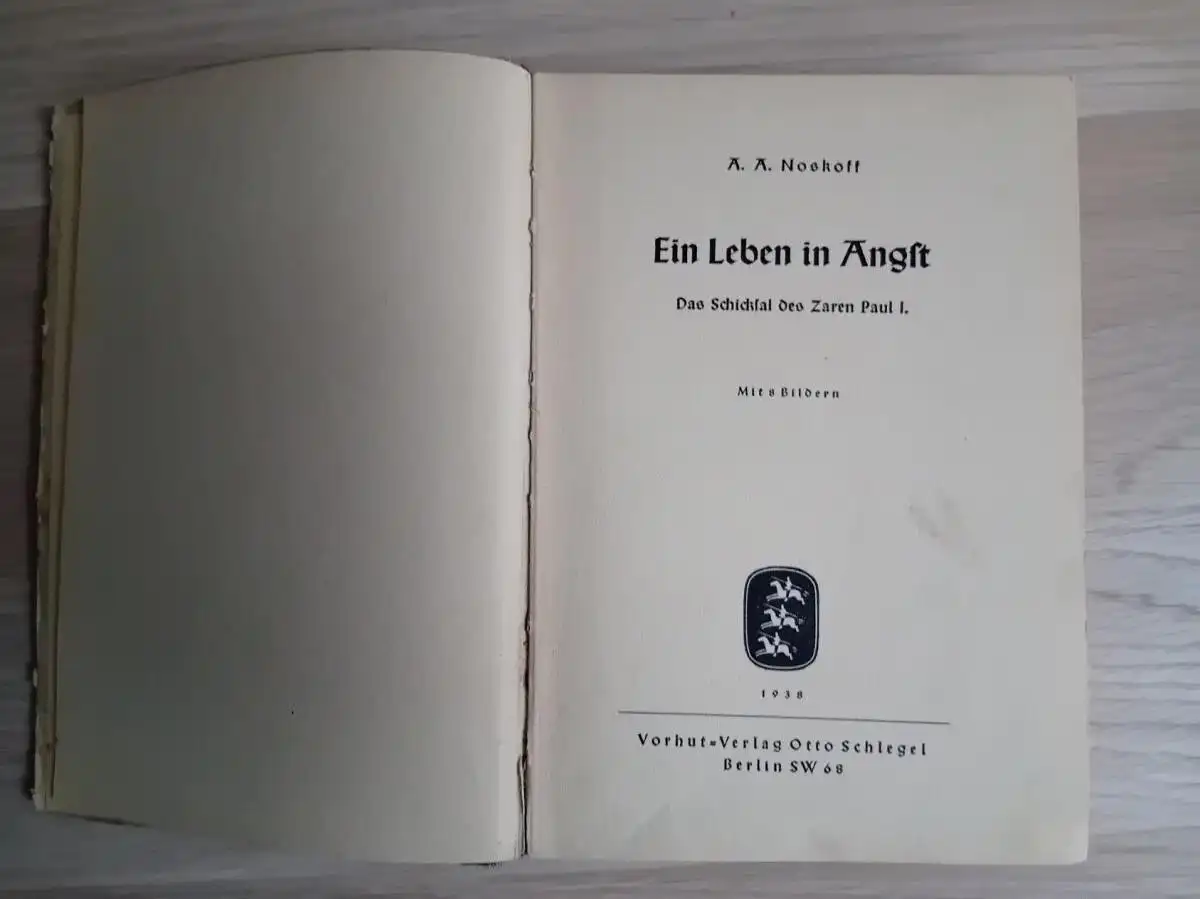 A. A. Noskoff
Ein Leben in Angſt
Das Schickſal des Zaren Paul I.
Mit 8 Bildern
1938
Vorhut=Verlag Otto Schlegel
Berlin SW 68